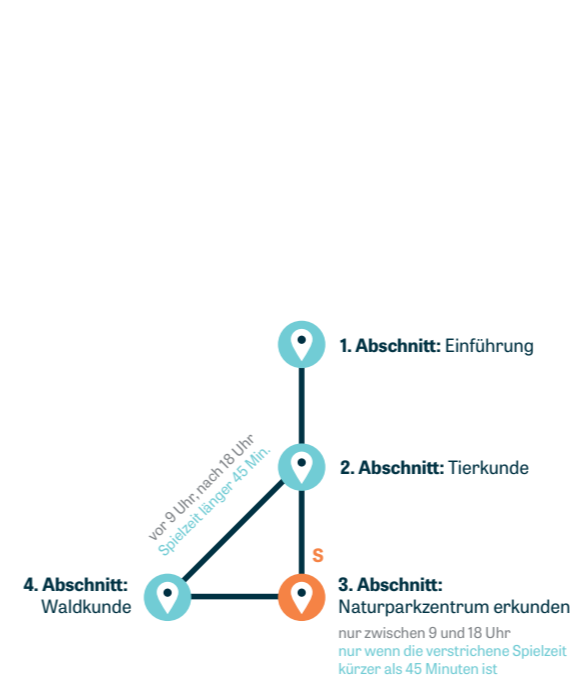 1. Abschnitt: Einführung
2. Abschnitt: Tierkunde
vor 9 Uhr, nach 18 Uhr
Spielzeit länger 45 Min.
S
4. Abschnitt:
Waldkunde
3. Abschnitt:
Naturparkzentrum erkunden
nur zwischen 9 und 18 Uhr
nur wenn die verstrichene Spielzeit
kürzer als 45 Minuten ist